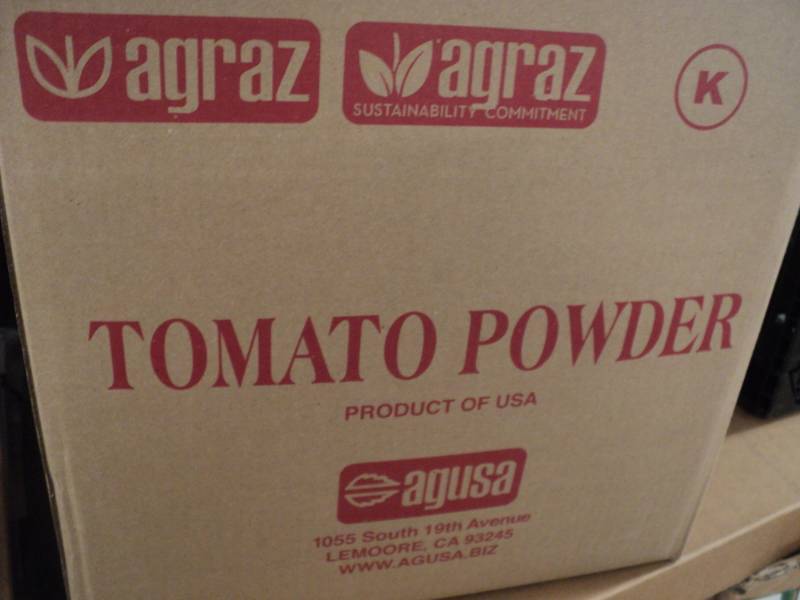 agraz
agraz
SUSTAINABILITY COMMITMENT
K
TOMATO POWDER
PRODUCT OF USA
agusa
1055 South 19th Avenue
LEMOORE, CA 93245
WWW.AGUSA.BIZ